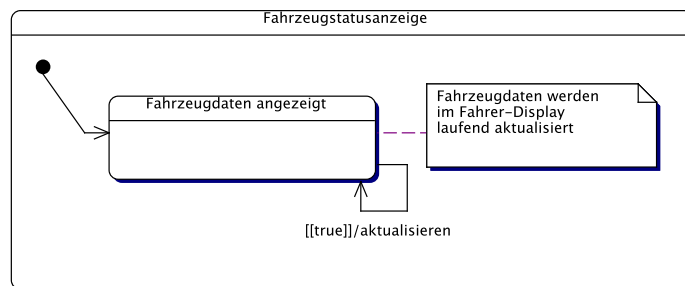 Fahrzeugstatusanzeige
Fahrzeugdaten angezeigt
Fahrzeugdaten werden
im Fahrer-Display
laufend aktualisiert
[[true]]/aktualisieren